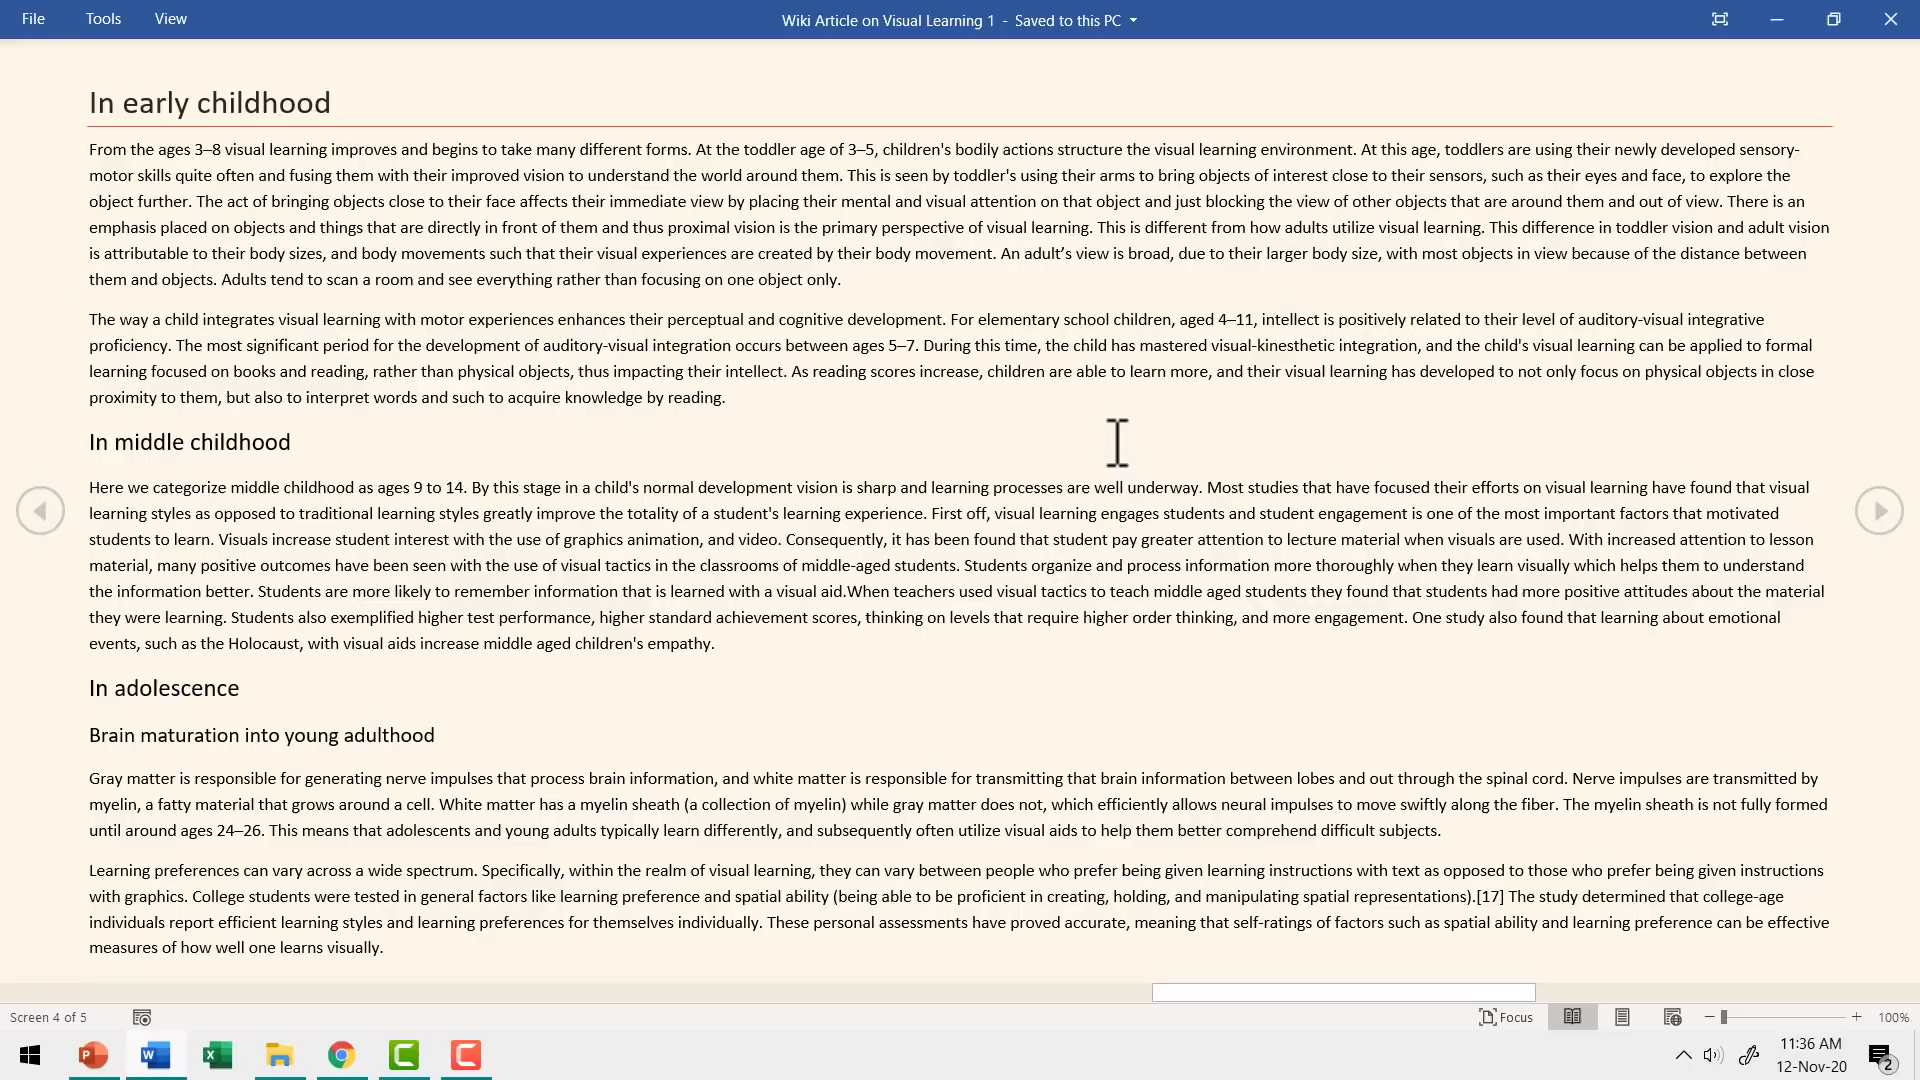 File Tools View Wiki Article on Visual Learning 1 - Saved to this PC
In early childhood
From the ages 3–8 visual learning improves and begins to take many different forms. At the toddler age of 3–5, children's bodily actions structure the visual learning environment. At this age, toddlers are using their newly developed sensory-
motor skills quite often and fusing them with their improved vision to understand the world around them. This is seen by toddler's using their arms to bring objects of interest close to their sensors, such as their eyes and face, to explore the
object further. The act of bringing objects close to their face affects their immediate view by placing their mental and visual attention on that object and just blocking the view of other objects that are around them and out of view. There is an
emphasis placed on objects and things that are directly in front of them and thus proximal vision is the primary perspective of visual learning. This is different from how adults utilize visual learning. This difference in toddler vision and adult vision
is attributable to their body sizes, and body movements such that their visual experiences are created by their body movement. An adult’s view is broad, due to their larger body size, with most objects in view because of the distance between
them and objects. Adults tend to scan a room and see everything rather than focusing on one object only.
The way a child integrates visual learning with motor experiences enhances their perceptual and cognitive development. For elementary school children, aged 4–11, intellect is positively related to their level of auditory-visual integrative
proficiency. The most significant period for the development of auditory-visual integration occurs between ages 5–7. During this time, the child has mastered visual-kinesthetic integration, and the child's visual learning can be applied to formal
learning focused on books and reading, rather than physical objects, thus impacting their intellect. As reading scores increase, children are able to learn more, and their visual learning has developed to not only focus on physical objects in close
proximity to them, but also to interpret words and such to acquire knowledge by reading.
In middle childhood
Here we categorize middle childhood as ages 9 to 14. By this stage in a child's normal development vision is sharp and learning processes are well underway. Most studies that have focused their efforts on visual learning have found that visual
learning styles as opposed to traditional learning styles greatly improve the totality of a student's learning experience. First off, visual learning engages students and student engagement is one of the most important factors that motivated
students to learn. Visuals increase student interest with the use of graphics animation, and video. Consequently, it has been found that student pay greater attention to lecture material when visuals are used. With increased attention to lesson
material, many positive outcomes have been seen with the use of visual tactics in the classrooms of middle-aged students. Students organize and process information more thoroughly when they learn visually which helps them to understand
the information better. Students are more likely to remember information that is learned with a visual aid.When teachers used visual tactics to teach middle aged students they found that students had more positive attitudes about the material
they were learning. Students also exemplified higher test performance, higher standard achievement scores, thinking on levels that require higher order thinking, and more engagement. One study also found that learning about emotional
events, such as the Holocaust, with visual aids increase middle aged children's empathy.
In adolescence
Brain maturation into young adulthood
Gray matter is responsible for generating nerve impulses that process brain information, and white matter is responsible for transmitting that brain information between lobes and out through the spinal cord. Nerve impulses are transmitted by
myelin, a fatty material that grows around a cell. White matter has a myelin sheath (a collection of myelin) while gray matter does not, which efficiently allows neural impulses to move swiftly along the fiber. The myelin sheath is not fully formed
until around ages 24–26. This means that adolescents and young adults typically learn differently, and subsequently often utilize visual aids to help them better comprehend difficult subjects.
Learning preferences can vary across a wide spectrum. Specifically, within the realm of visual learning, they can vary between people who prefer being given learning instructions with text as opposed to those who prefer being given instructions
with graphics. College students were tested in general factors like learning preference and spatial ability (being able to be proficient in creating, holding, and manipulating spatial representations).[17] The study determined that college-age
individuals report efficient learning styles and learning preferences for themselves individually. These personal assessments have proved accurate, meaning that self-ratings of factors such as spatial ability and learning preference can be effective
measures of how well one learns visually.
Screen 4 of 5 Focus 100%
P W X C C 11:36 AM
12-Nov-20 2